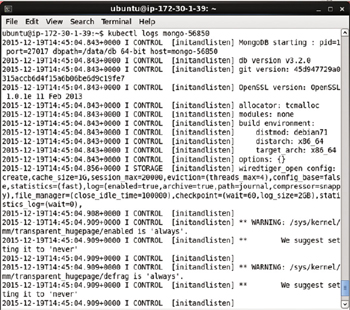 ubuntu@ip-172-30-1-39: ~
File Edit View Search Terminal Help
ubuntu@ip-172-30-1-39:~$ kubectl logs mongo-56850
2015-12-19T14:45:04.843+0000 I CONTROL  [initandlisten] MongoDB starting : pid=1
port=27017 dbpath=/data/db 64-bit host=mongo-56850
2015-12-19T14:45:04.843+0000 I CONTROL  [initandlisten] db version v3.2.0
2015-12-19T14:45:04.843+0000 I CONTROL  [initandlisten] git version: 45d947729a0
315accb6d4f15a6b06be6d9c19fe7
2015-12-19T14:45:04.843+0000 I CONTROL  [initandlisten] OpenSSL version: OpenSSL
1.0.1e 11 Feb 2013
2015-12-19T14:45:04.843+0000 I CONTROL  [initandlisten] allocator: tcmalloc
2015-12-19T14:45:04.843+0000 I CONTROL  [initandlisten] modules: none
2015-12-19T14:45:04.843+0000 I CONTROL  [initandlisten] build environment:
2015-12-19T14:45:04.843+0000 I CONTROL  [initandlisten]     distmod: debian71
2015-12-19T14:45:04.843+0000 I CONTROL  [initandlisten]     distarch: x86_64
2015-12-19T14:45:04.843+0000 I CONTROL  [initandlisten]     target_arch: x86_64
2015-12-19T14:45:04.843+0000 I CONTROL  [initandlisten] options: {}
2015-12-19T14:45:04.856+0000 I STORAGE  [initandlisten] wiredtiger_open config:
create,cache_size=1G,session_max=20000,eviction=(threads_max=4),config_base=fals
e,statistics=(fast),log=(enabled=true,archive=true,path=journal,compressor=snapp
y),file_manager=(close_idle_time=100000),checkpoint=(wait=60,log_size=2GB),stati
stics_log=(wait=0),
2015-12-19T14:45:04.908+0000 I CONTROL  [initandlisten]
2015-12-19T14:45:04.909+0000 I CONTROL  [initandlisten] ** WARNING: /sys/kernel/
mm/transparent_hugepage/enabled is 'always'.
2015-12-19T14:45:04.909+0000 I CONTROL  [initandlisten] **        We suggest set
ting it to 'never'
2015-12-19T14:45:04.909+0000 I CONTROL  [initandlisten]
2015-12-19T14:45:04.909+0000 I CONTROL  [initandlisten] ** WARNING: /sys/kernel/
mm/transparent_hugepage/defrag is 'always'.
2015-12-19T14:45:04.909+0000 I CONTROL  [initandlisten] **        We suggest set
ting it to 'never'
2015-12-19T14:45:04.909+0000 I CONTROL  [initandlisten]